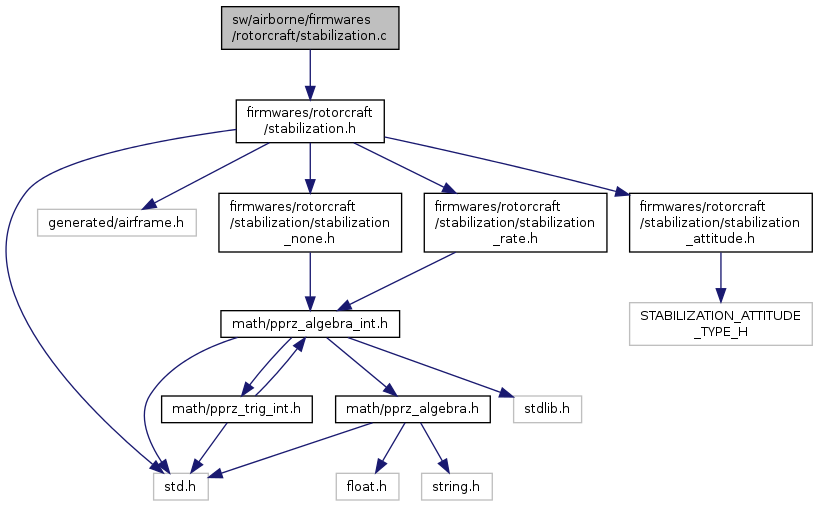 sw/airborne/firmwares
/rotorcraft/stabilization.c
firmwares/rotorcraft
/stabilization.h
generated/airframe.h
firmwares/rotorcraft
/stabilization/stabilization
_none.h
firmwares/rotorcraft
/stabilization/stabilization
_rate.h
firmwares/rotorcraft
/stabilization/stabilization
_attitude.h
math/pprz_algebra_int.h
STABILIZATION_ATTITUDE
_TYPE_H
math/pprz_trig_int.h
math/pprz_algebra.h
stdlib.h
std.h
float.h
string.h